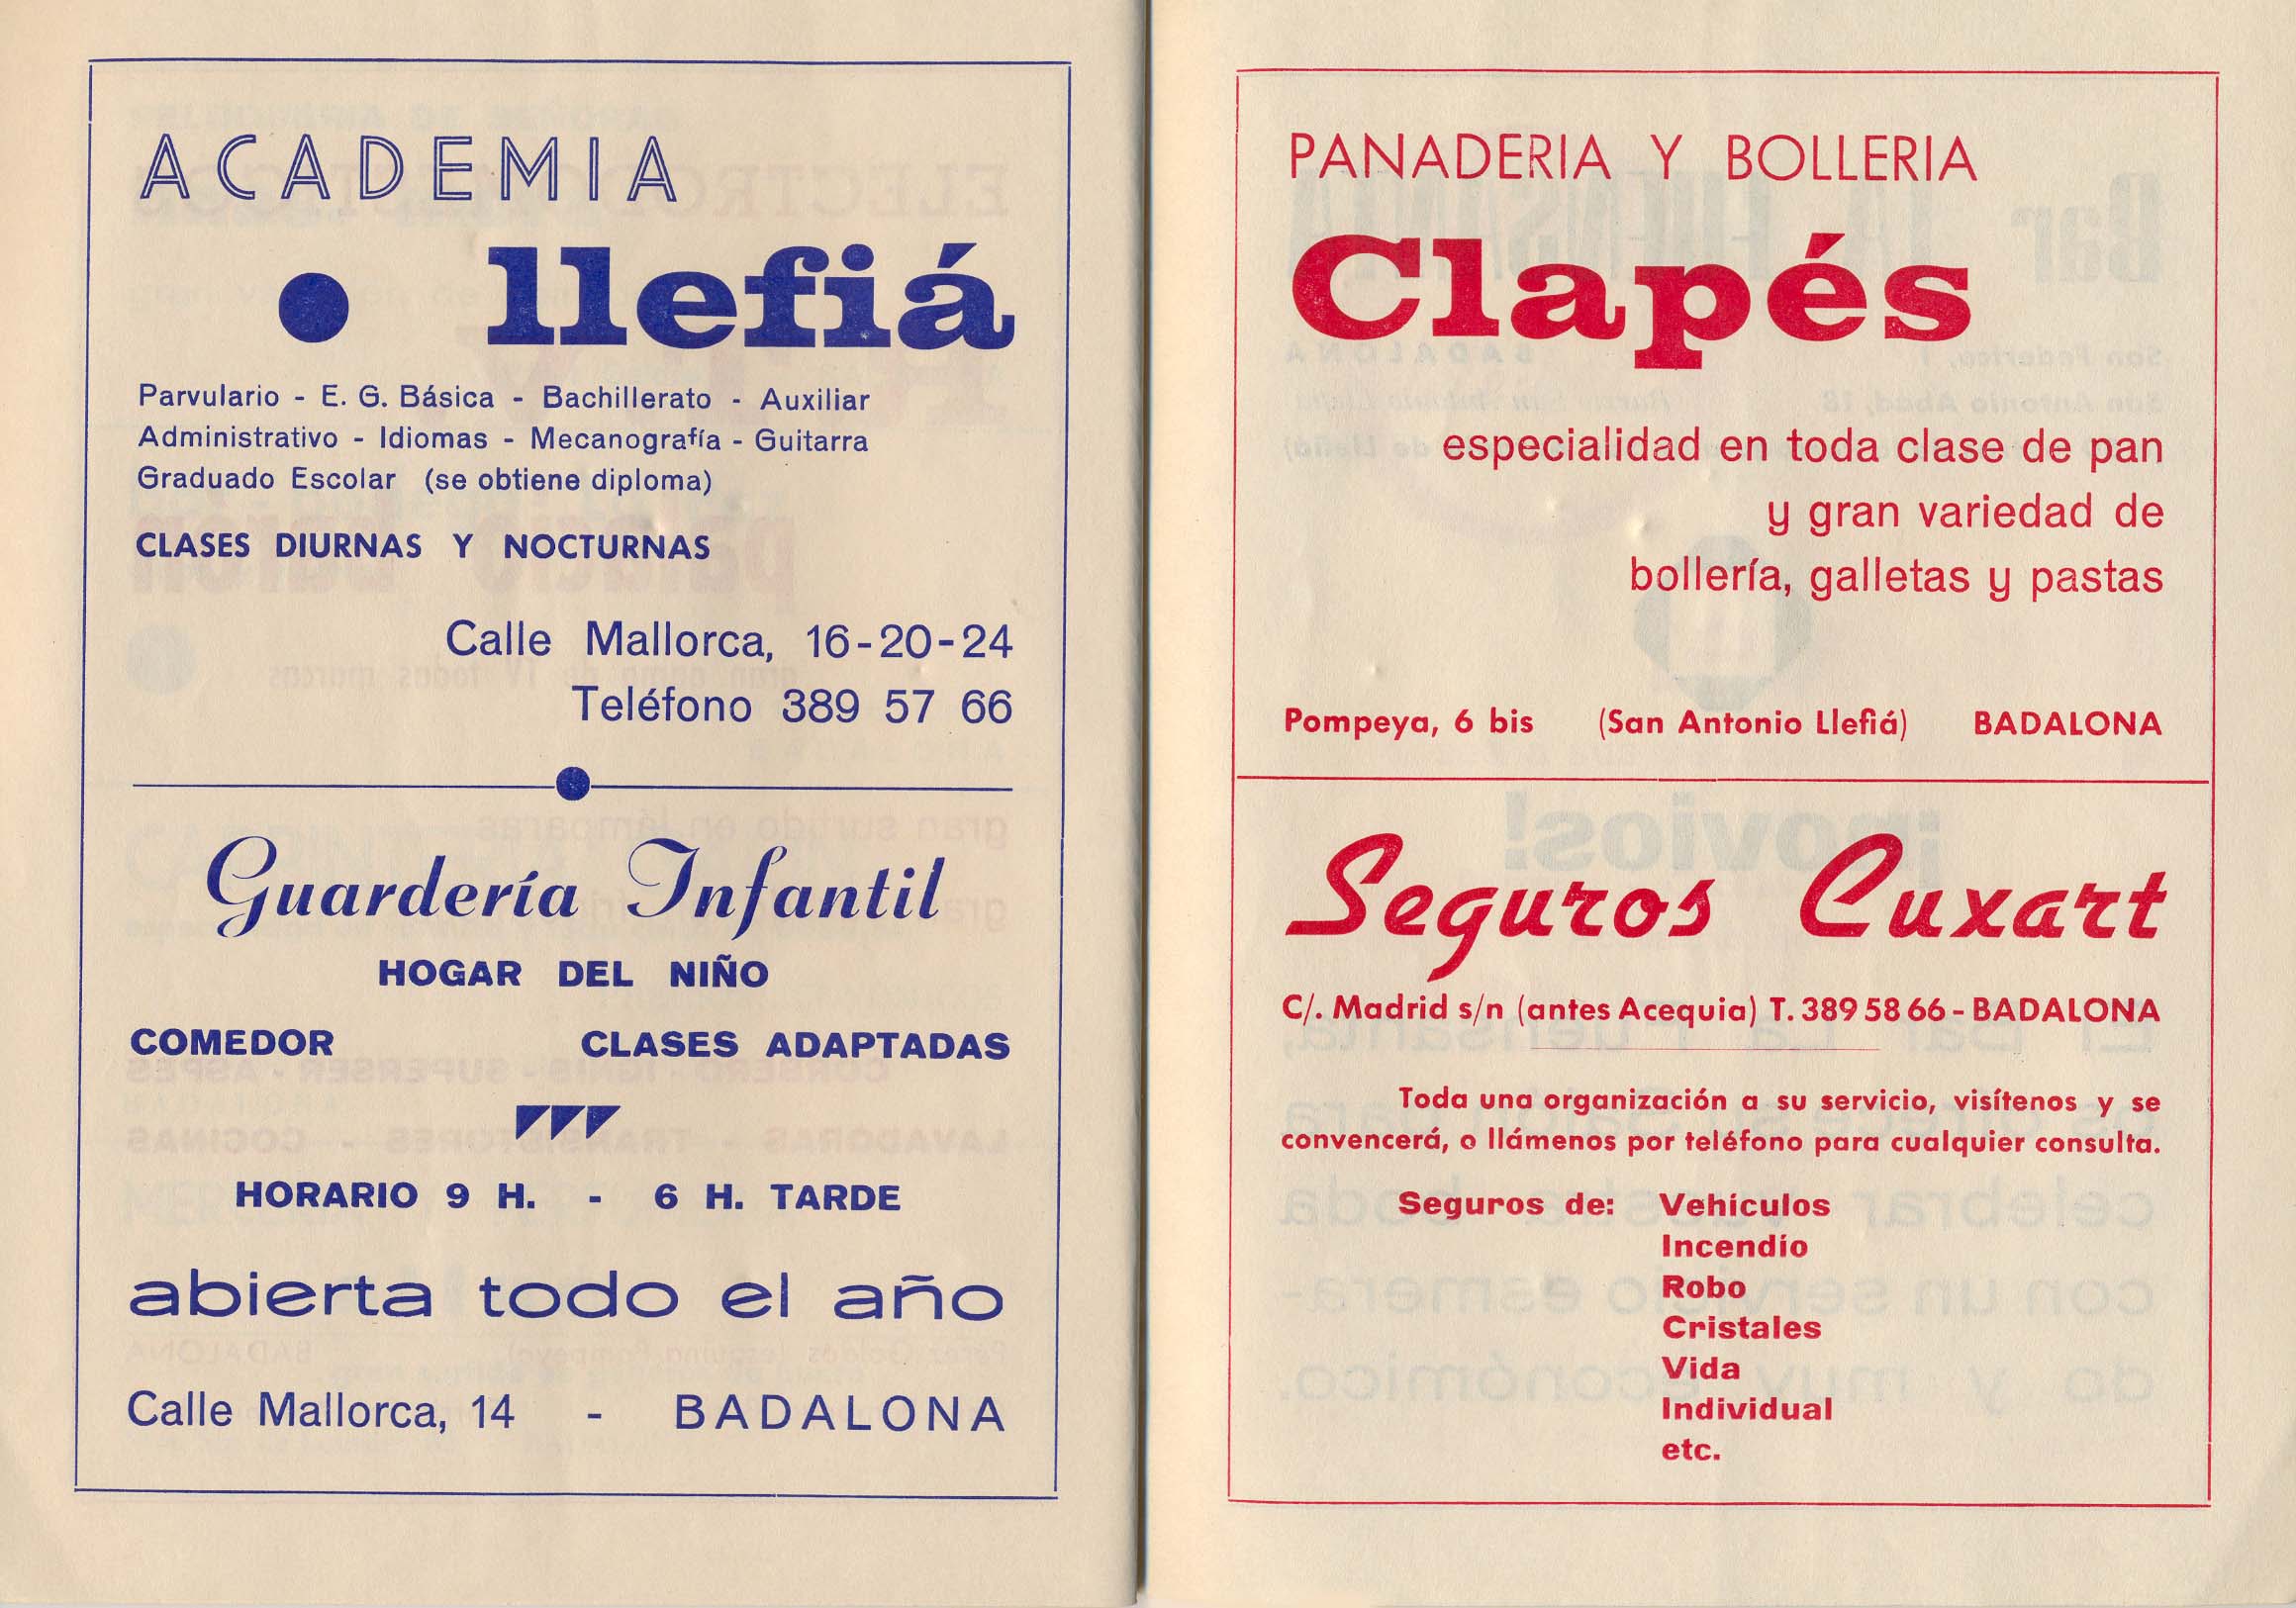 ACADEMIA
llefiá
Parvulario - E. G. Básica - Bachillerato - Auxiliar
Administrativo - Idiomas - Mecanografía - Guitarra
Graduado Escolar (se obtiene diploma)
CLASES DIURNAS Y NOCTURNAS
Calle Mallorca, 16-20-24
Teléfono 389 57 66
Guardería Infantil
HOGAR DEL NIÑO
COMEDOR CLASES ADAPTADAS
HORARIO 9 H. - 6 H. TARDE
abierta todo el año
Calle Mallorca, 14 - BADALONA
PANADERIA Y BOLLERIA
Clapés
especialidad en toda clase de pan
y gran variedad de
bollería, galletas y pastas
Pompeya, 6 bis (San Antonio Llefiá) BADALONA
Seguros Cuxart
C/. Madrid s/n (antes Acequia) T. 389 58 66 - BADALONA
Toda una organización a su servicio, visítenos y se
convencerá, o llámenos por teléfono para cualquier consulta.
Seguros de: Vehículos
Incendio
Robo
Cristales
Vida
Individual
etc.